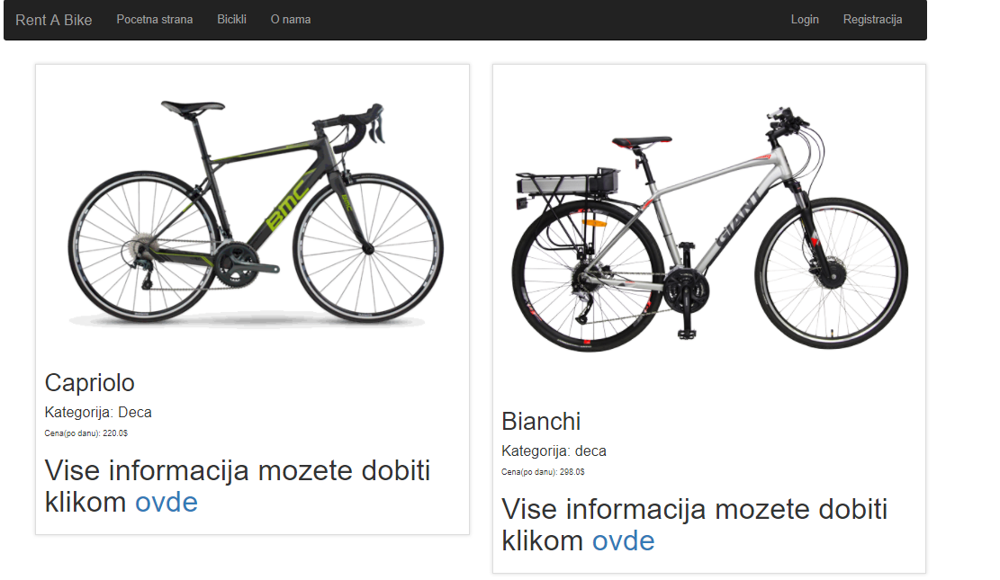 Rent A Bike Pocetna strana Bicikli O nama Login Registracija
BMC
BMC
Capriolo
Kategorija: Deca
Cena(po danu): 220.0$
Vise informacija mozete dobiti
klikom ovde
GIANT
Bianchi
Kategorija: deca
Cena(po danu): 298.0$
Vise informacija mozete dobiti
klikom ovde